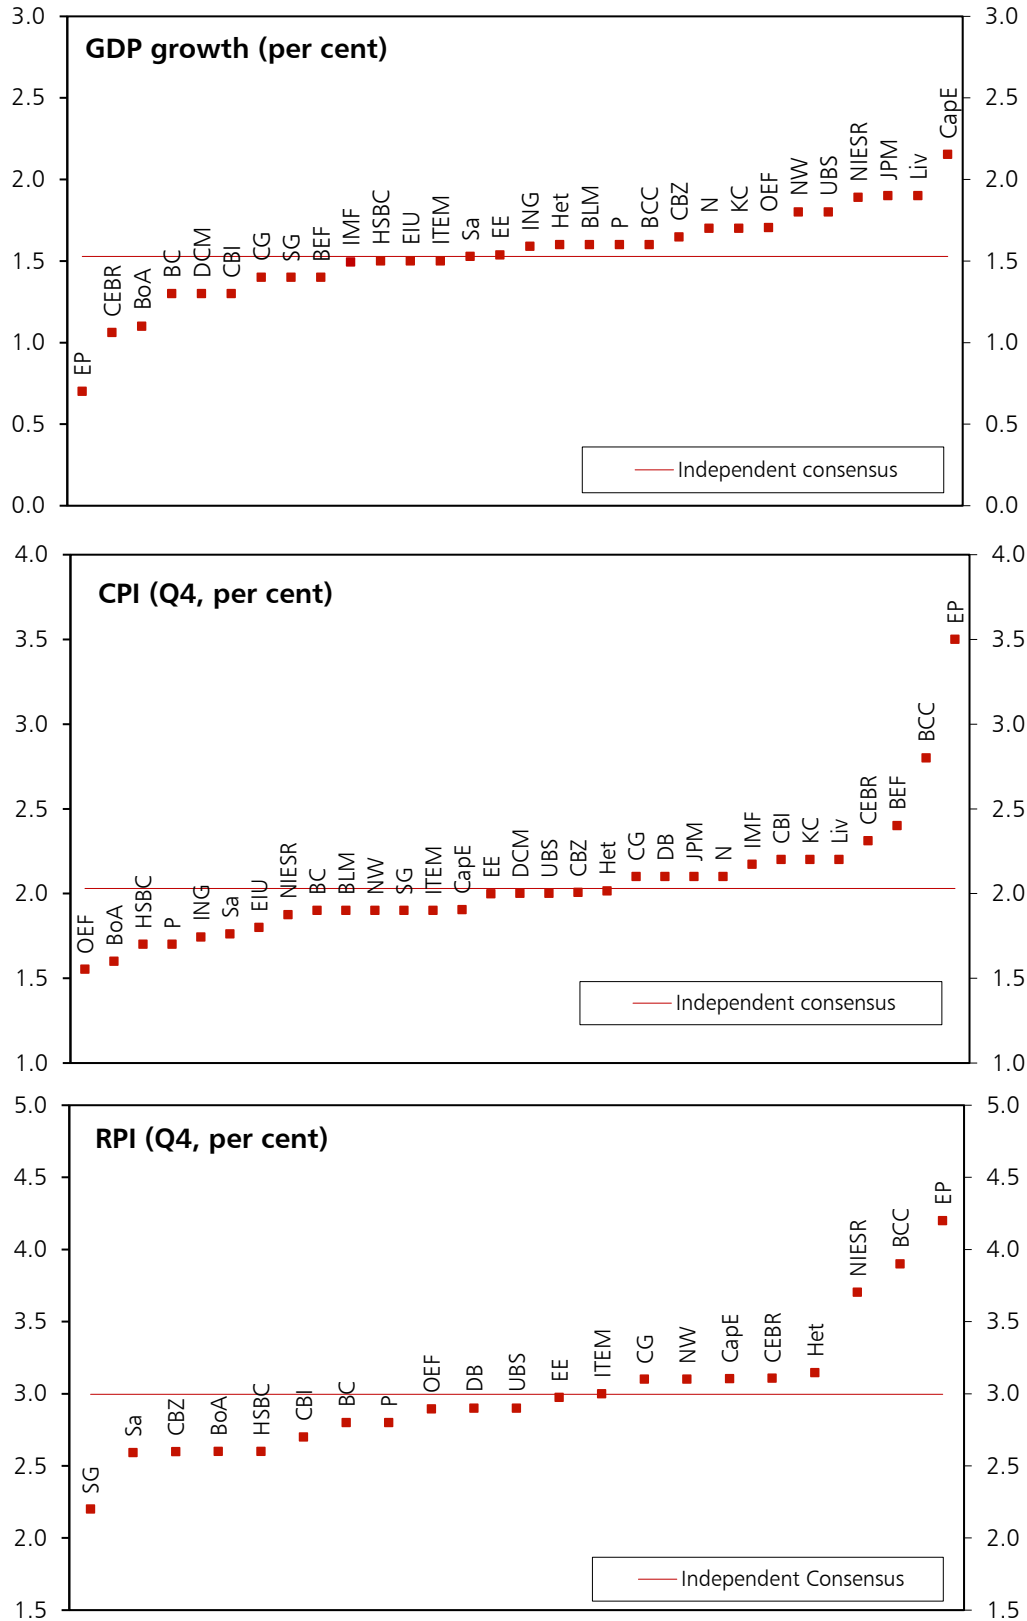 GDP growth (per cent)
3.0 3.0
2.5 2.5
2.0 2.0
1.5 1.5
1.0 1.0
0.5 0.5
0.0 0.0
EP CEBR BoA BC DCM CBI CG SG BEF IMF HSBC EIU ITEM Sa EE ING Het BLM P BCC CBZ N KC OEF NW UBS NIESR JPM Liv CapE
Independent consensus
CPI (Q4, per cent)
4.0 4.0
3.5 3.5
3.0 3.0
2.5 2.5
2.0 2.0
1.5 1.5
1.0 1.0
OEF BoA HSBC P ING Sa EIU NIESR BC BLM NW SG ITEM CapE EE DCM UBS CBZ Het CG DB JPM N IMF CBI KC Liv CEBR BEF BCC EP
Independent consensus
RPI (Q4, per cent)
5.0 5.0
4.5 4.5
4.0 4.0
3.5 3.5
3.0 3.0
2.5 2.5
2.0 2.0
1.5 1.5
SG Sa CBZ BoA HSBC CBI BC P OEF DB UBS EE ITEM CG NW CapE CEBR Het NIESR BCC EP
Independent Consensus